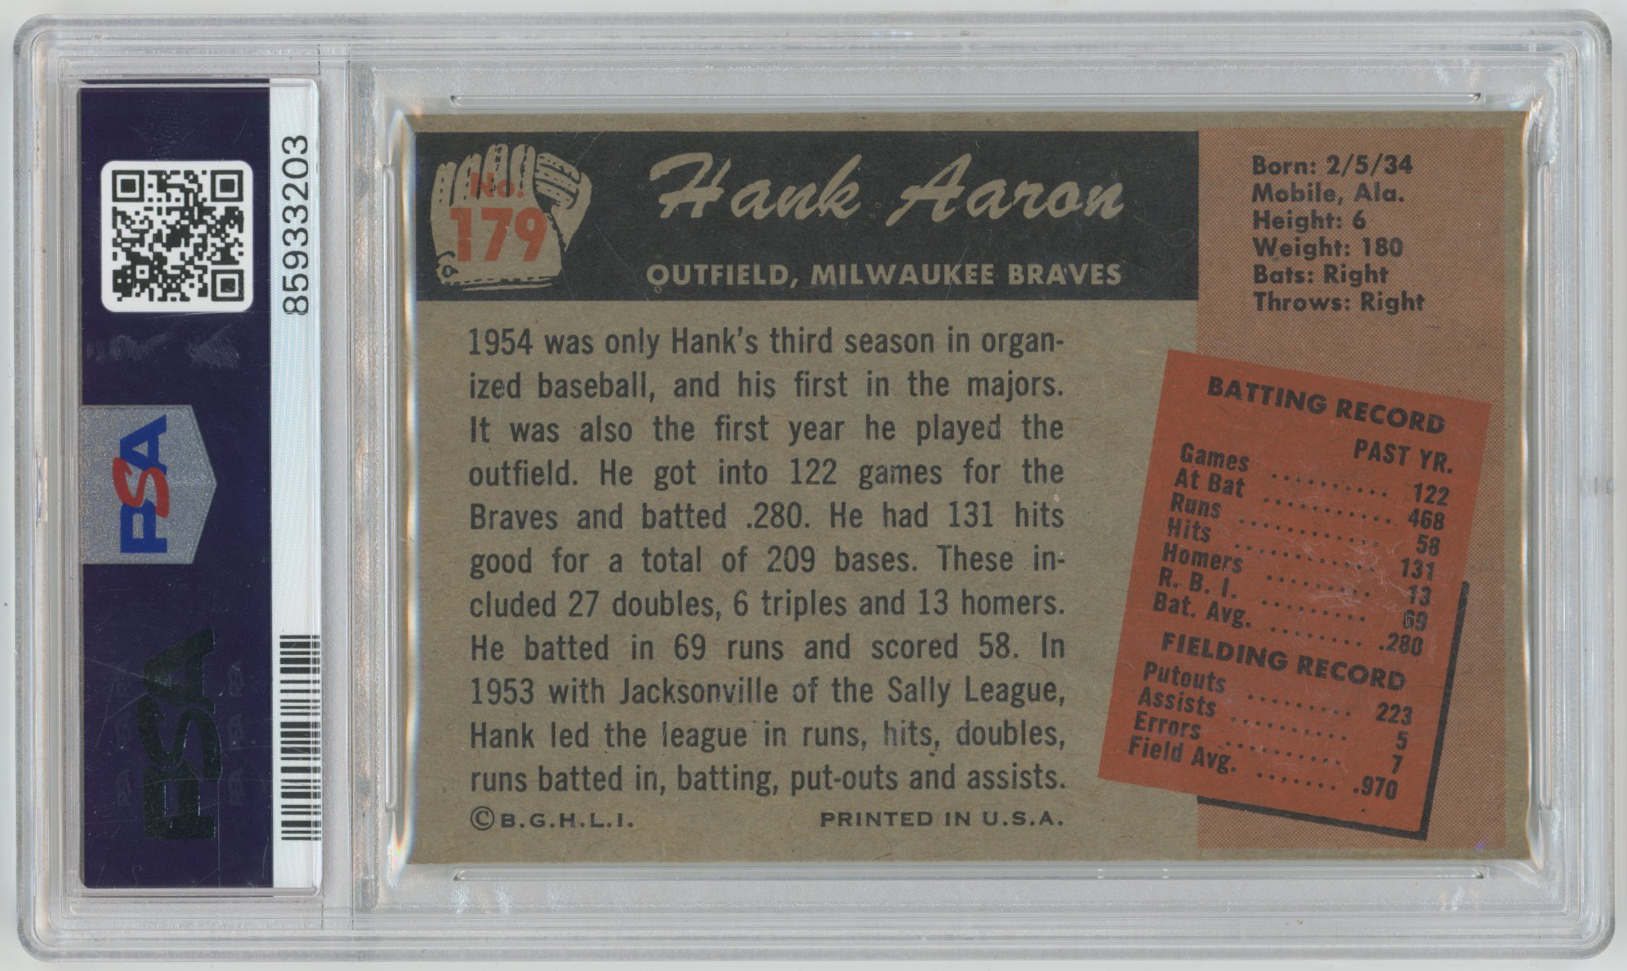 85933203
PSA
PSA
No.
179
Hank Aaron
OUTFIELD, MILWAUKEE BRAVES
Born: 2/5/34
Mobile, Ala.
Height: 6
Weight: 180
Bats: Right
Throws: Right
1954 was only Hank's third season in organ-
ized baseball, and his first in the majors.
It was also the first year he played the
outfield. He got into 122 games for the
Braves and batted .280. He had 131 hits
good for a total of 209 bases. These in-
cluded 27 doubles, 6 triples and 13 homers.
He batted in 69 runs and scored 58. In
1953 with Jacksonville of the Sally League,
Hank led the league in runs, hits, doubles,
runs batted in, batting, put-outs and assists.
©B.G.H.L.I. PRINTED IN U.S.A.
BATTING RECORD
PAST YR.
Games .......... 122
At Bat ........... 468
Runs ........... 58
Hits ........... 131
Homers ......... 13
R. B. I. ......... 69
Bat. Avg. ........ .280
FIELDING RECORD
Putouts ......... 223
Assists ......... 5
Errors ......... 7
Field Avg. ....... .970